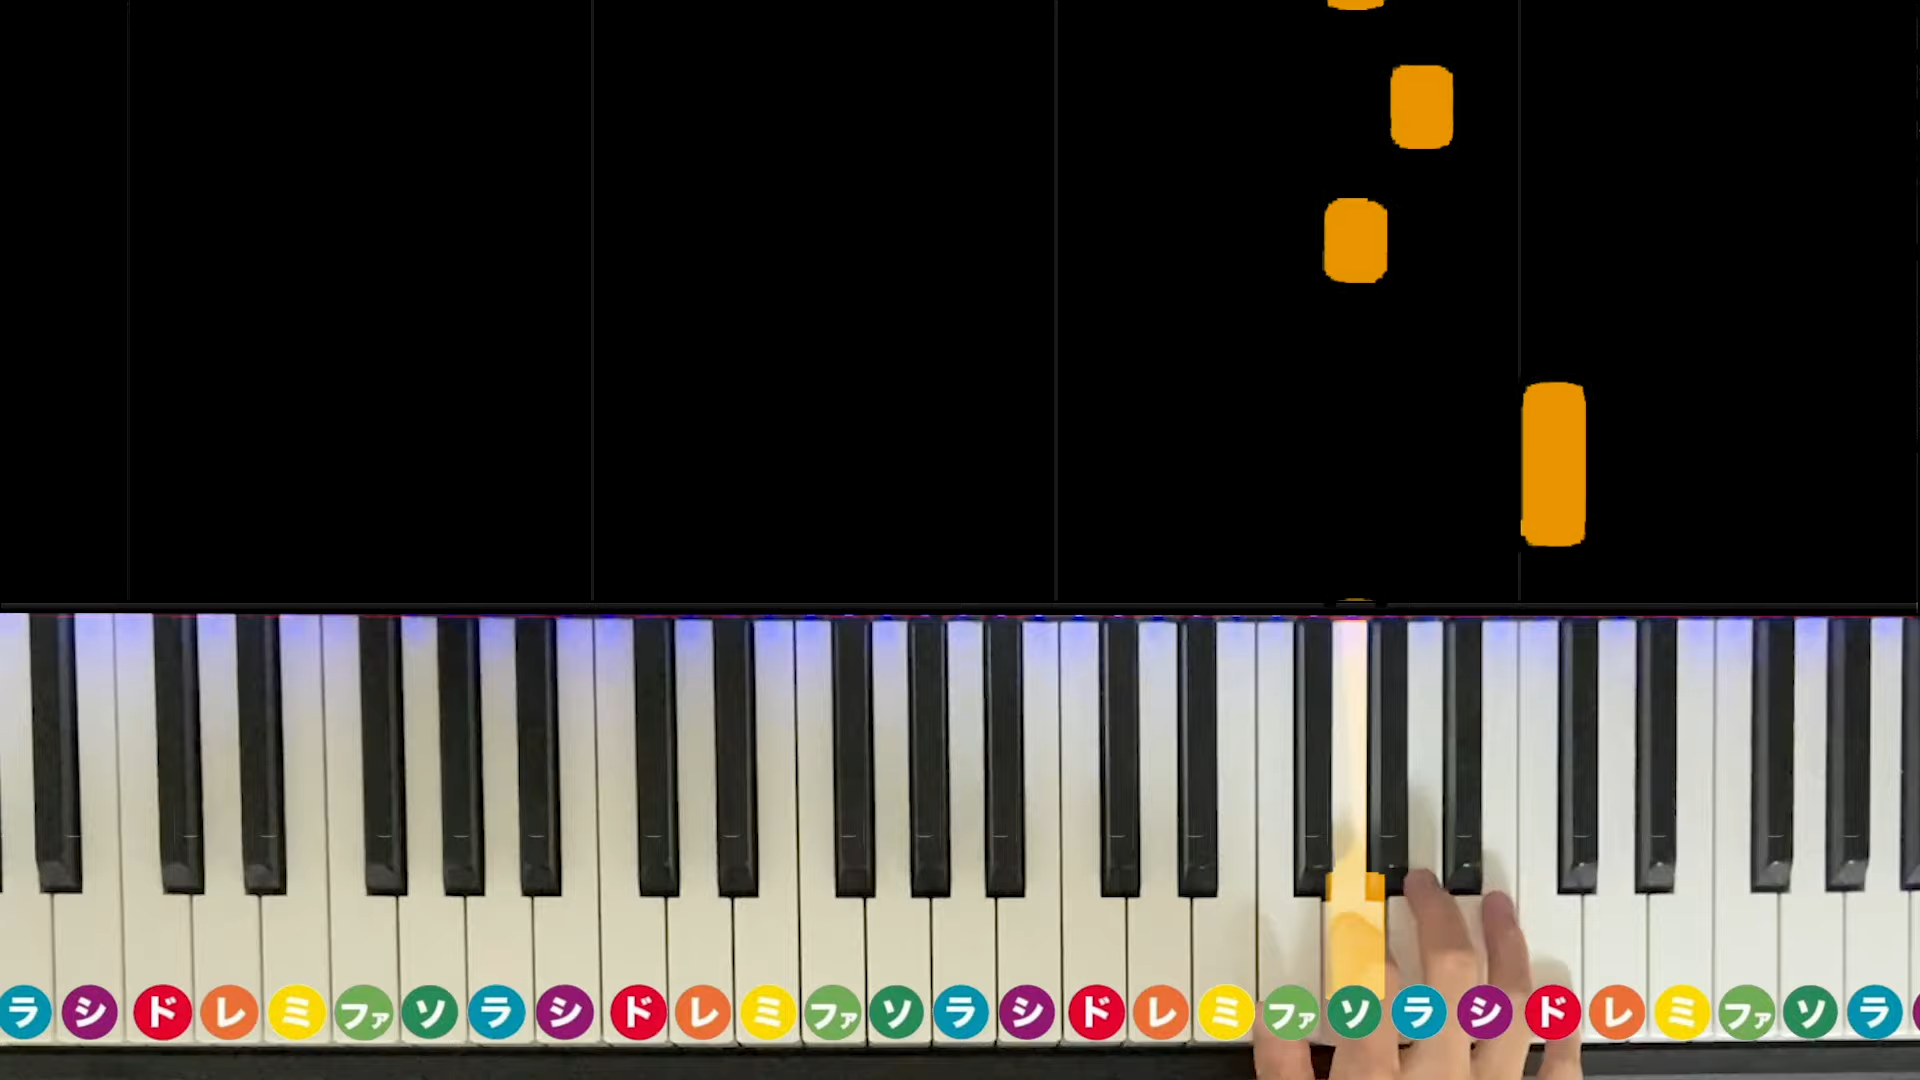 ラ シ ド レ ミ ファ ソ ラ シ ド レ ミ ファ ソ ラ シ ド レ ミ ファ ソ ラ シ ド レ ミ ファ ソ ラ